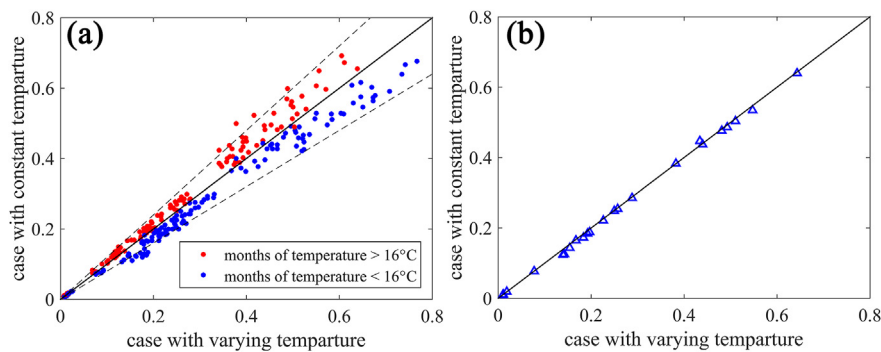 (a)
case with constant temparture
0.8
0.6
0.4
0.2
0
0 0.2 0.4 0.6 0.8
case with varying temparture
months of temperature > 16°C
months of temperature < 16°C
(b)
case with constant temparture
0.8
0.6
0.4
0.2
0
0 0.2 0.4 0.6 0.8
case with varying temparture